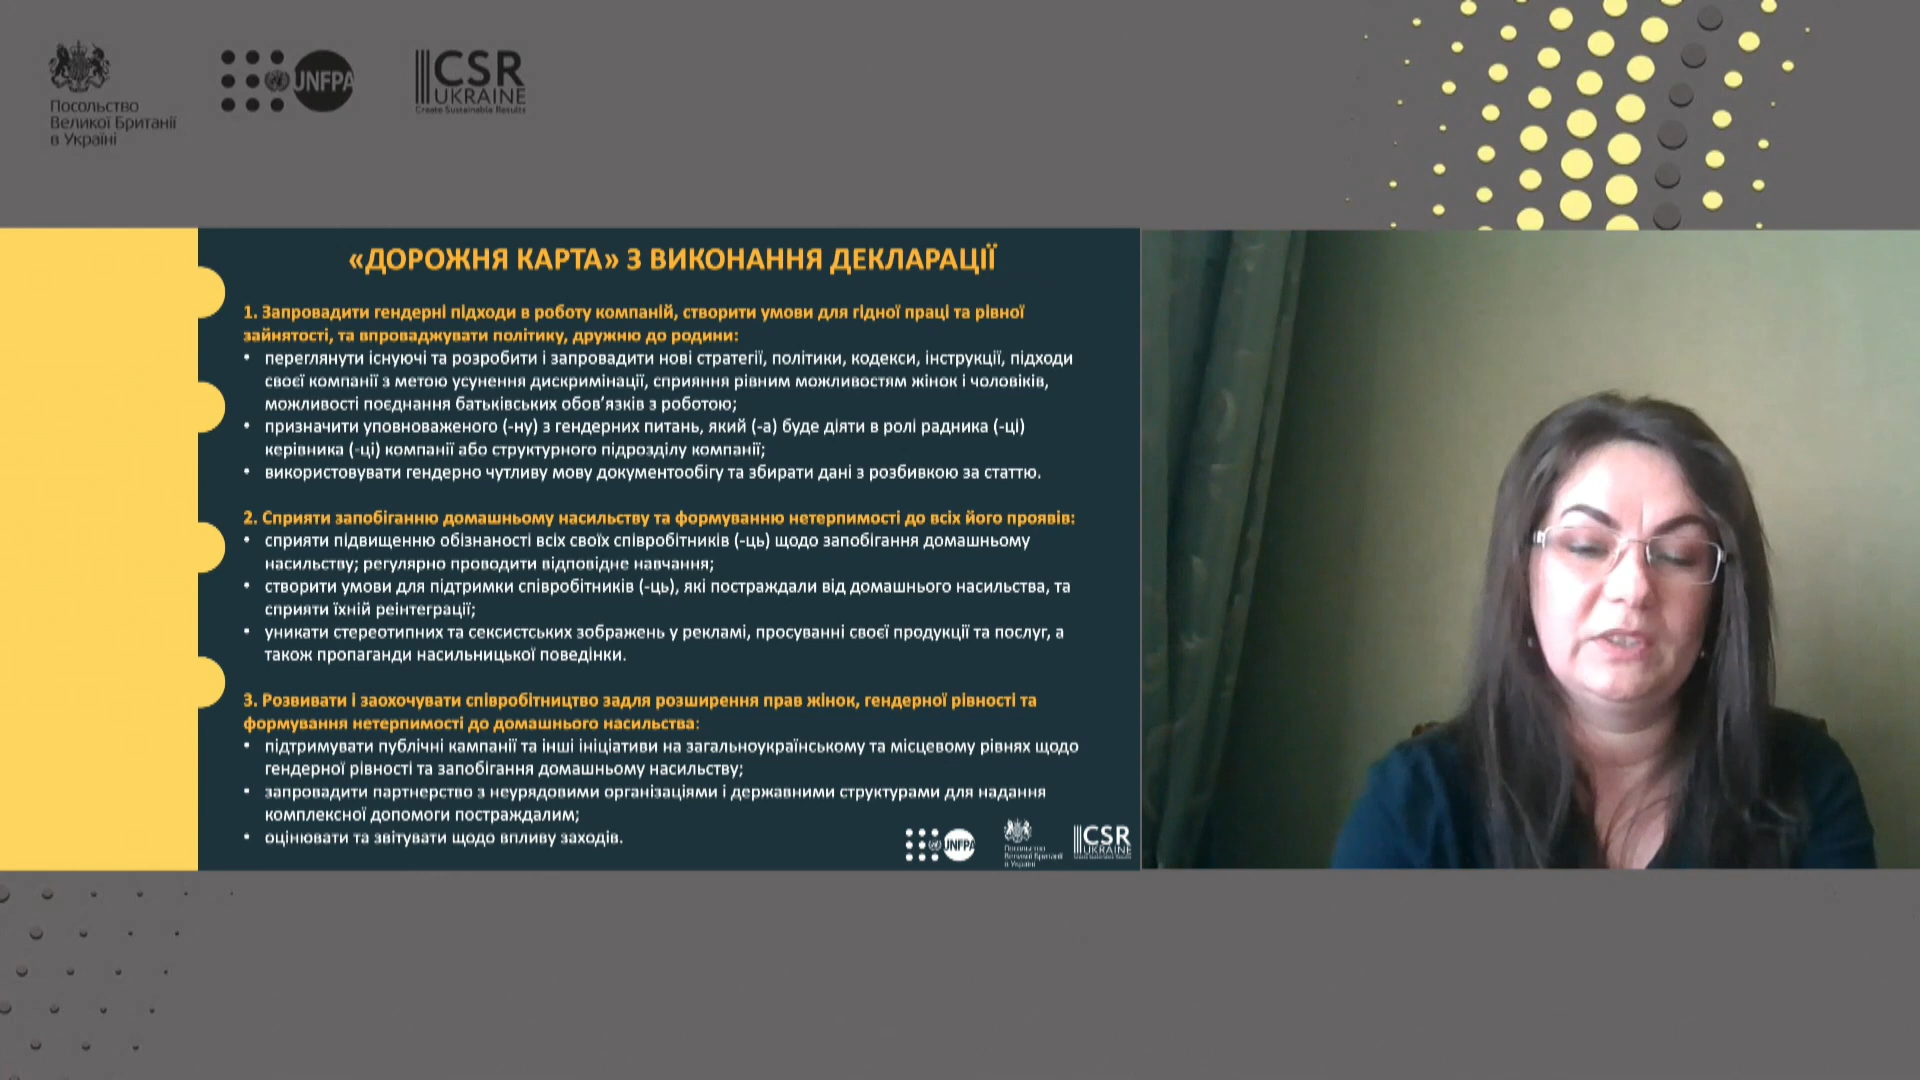 Посольство
Великої Британії
в Україні
UNFPA
CSR
UKRAINE
Create Sustainable Results
«ДОРОЖНЯ КАРТА» З ВИКОНАННЯ ДЕКЛАРАЦІЇ
1. Запровадити гендерні підходи в роботу компаній, створити умови для гідної праці та рівної
зайнятості, та впроваджувати політику, дружню до родини:
• переглянути існуючі та розробити і запровадити нові стратегії, політики, кодекси, інструкції, підходи
своєї компанії з метою усунення дискримінації, сприяння рівним можливостям жінок і чоловіків,
можливості поєднання батьківських обов’язків з роботою;
• призначити уповноваженого (-ну) з гендерних питань, який (-а) буде діяти в ролі радника (-ці)
керівника (-ці) компанії або структурного підрозділу компанії;
• використовувати гендерно чутливу мову документообігу та збирати дані з розбивкою за статтю.
2. Сприяти запобіганню домашньому насильству та формуванню нетерпимості до всіх його проявів:
• сприяти підвищенню обізнаності всіх своїх співробітників (-ць) щодо запобігання домашньому
насильству; регулярно проводити відповідне навчання;
• створити умови для підтримки співробітників (-ць), які постраждали від домашнього насильства, та
сприяти їхній реінтеграції;
• уникати стереотипних та сексистських зображень у рекламі, просуванні своєї продукції та послуг, а
також пропаганди насильницької поведінки.
3. Розвивати і заохочувати співробітництво задля розширення прав жінок, гендерної рівності та
формування нетерпимості до домашнього насильства:
• підтримувати публічні кампанії та інші ініціативи на загальноукраїнському та місцевому рівнях щодо
гендерної рівності та запобігання домашньому насильству;
• запровадити партнерство з неурядовими організаціями і державними структурами для надання
комплексної допомоги постраждалим;
• оцінювати та звітувати щодо впливу заходів.
UNFPA
Посольство
Великої Британії
в Україні
CSR
UKRAINE